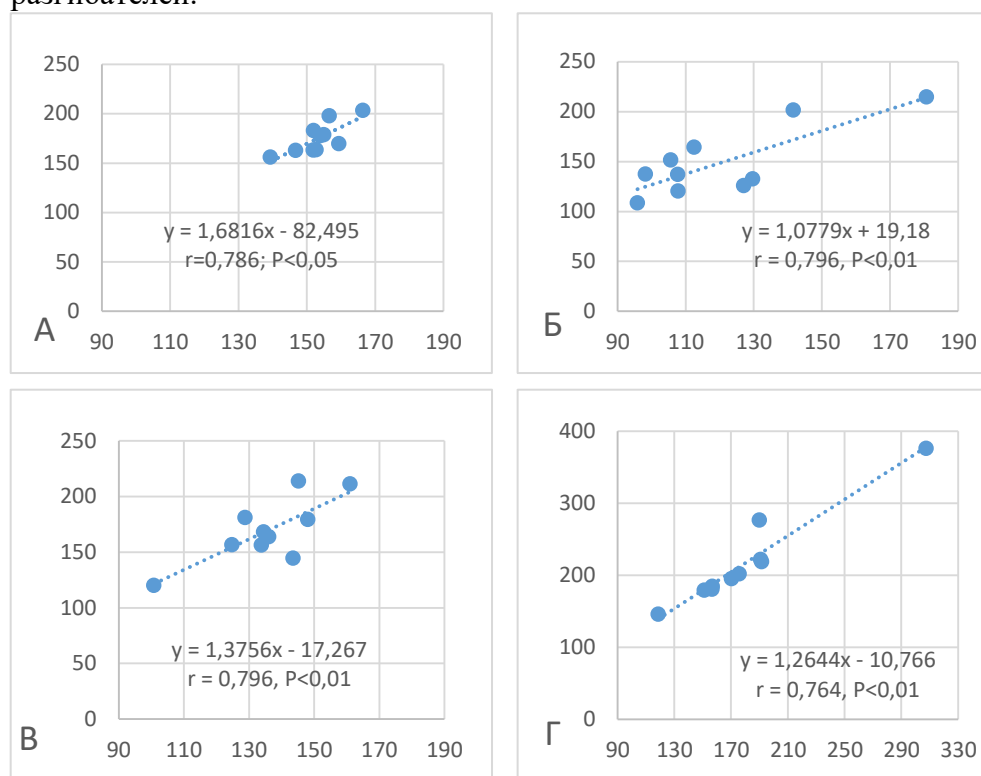 разгибателей.
250
200
150
100
50
0
y = 1,6816x - 82,495
r=0,786; P<0,05
А
90 110 130 150 170 190
250
200
150
100
50
0
y = 1,0779x + 19,18
r = 0,796, P<0,01
Б
90 110 130 150 170 190
250
200
150
100
50
0
y = 1,3756x - 17,267
r = 0,796, P<0,01
В
90 110 130 150 170 190
400
300
200
100
0
y = 1,2644x - 10,766
r = 0,764, P<0,01
Г
90 130 170 210 250 290 330